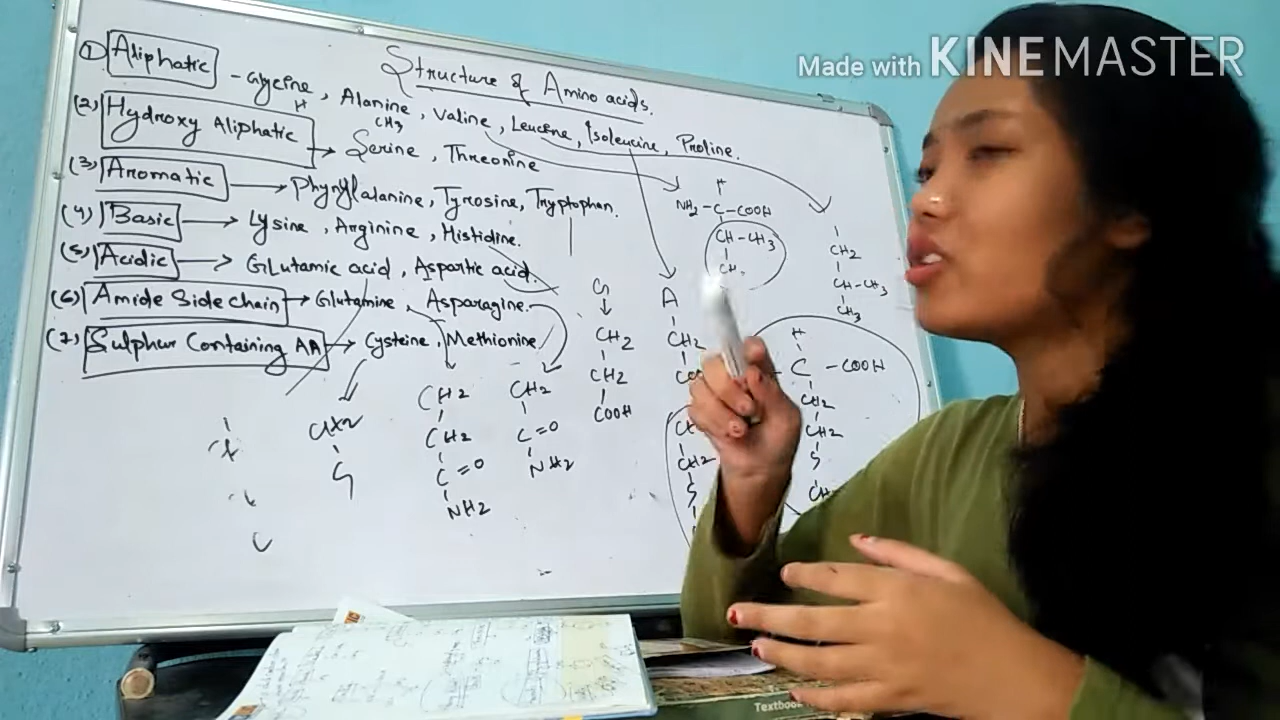 Made with KINEMASTER
Structure of Amino acids.
① Aliphatic - Glycine, Alanine, Valine, Leucine, Isoleucine, Proline.
H
CH3
(2) Hydroxy Aliphatic → Serine, Threonine
(3) Aromatic → Phynylalanine, Tyrosine, Tryptophan.
(4) Basic → Lysine, Arginine, Histidine.
(5) Acidic → Glutamic acid, Aspartic acid.
(6) Amide Side chain → Glutamine, Asparagine.
(7) Sulphur Containing AA → Cysteine, Methionine
H
NH2 - C - COOH
CH - CH3
CH2
CH - CH3
CH3
G
CH2
CH2
COOH
A
CH2
H
C - COOH
CH2
CH2
S
CH2
S
CH2
CH2
C=O
NH2
CH2
C=O
NH2
S
Textbook